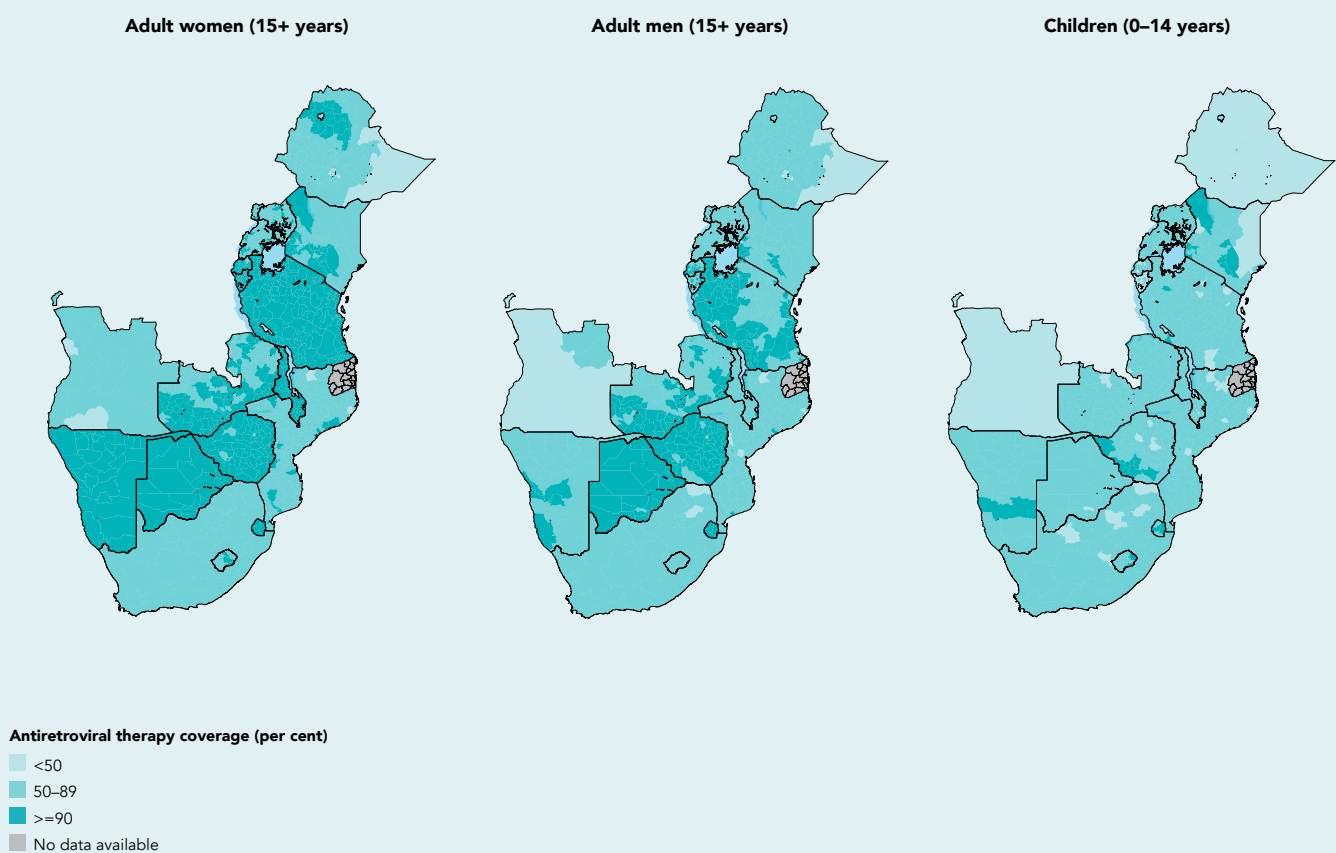 Adult women (15+ years)
Adult men (15+ years)
Children (0–14 years)
Antiretroviral therapy coverage (per cent)
<50
50–89
>=90
No data available